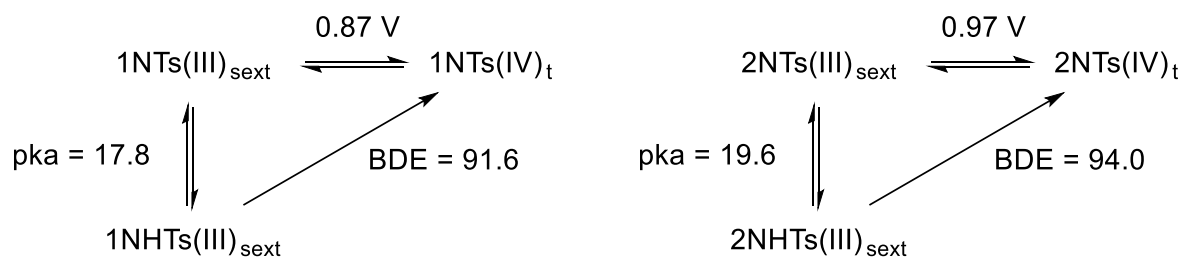 0.87 V
1NTs(III)sext
1NTs(IV)t
pka = 17.8
BDE = 91.6
1NHTs(III)sext
0.97 V
2NTs(III)sext
2NTs(IV)t
pka = 19.6
BDE = 94.0
2NHTs(III)sext